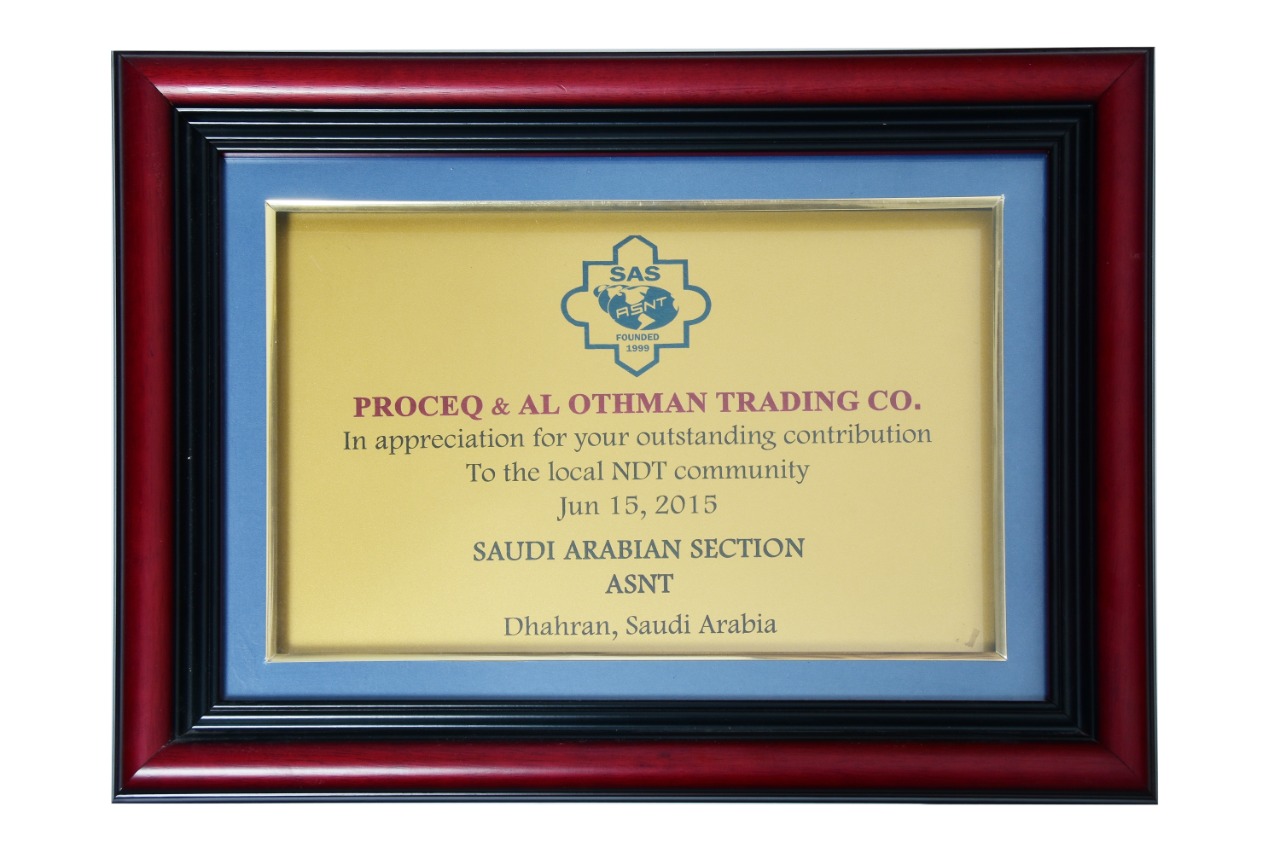 SAS
ASNT
FOUNDED
1999
PROCEQ & AL OTHMAN TRADING CO.
In appreciation for your outstanding contribution
To the local NDT community
Jun 15, 2015
SAUDI ARABIAN SECTION
ASNT
Dhahran, Saudi Arabia